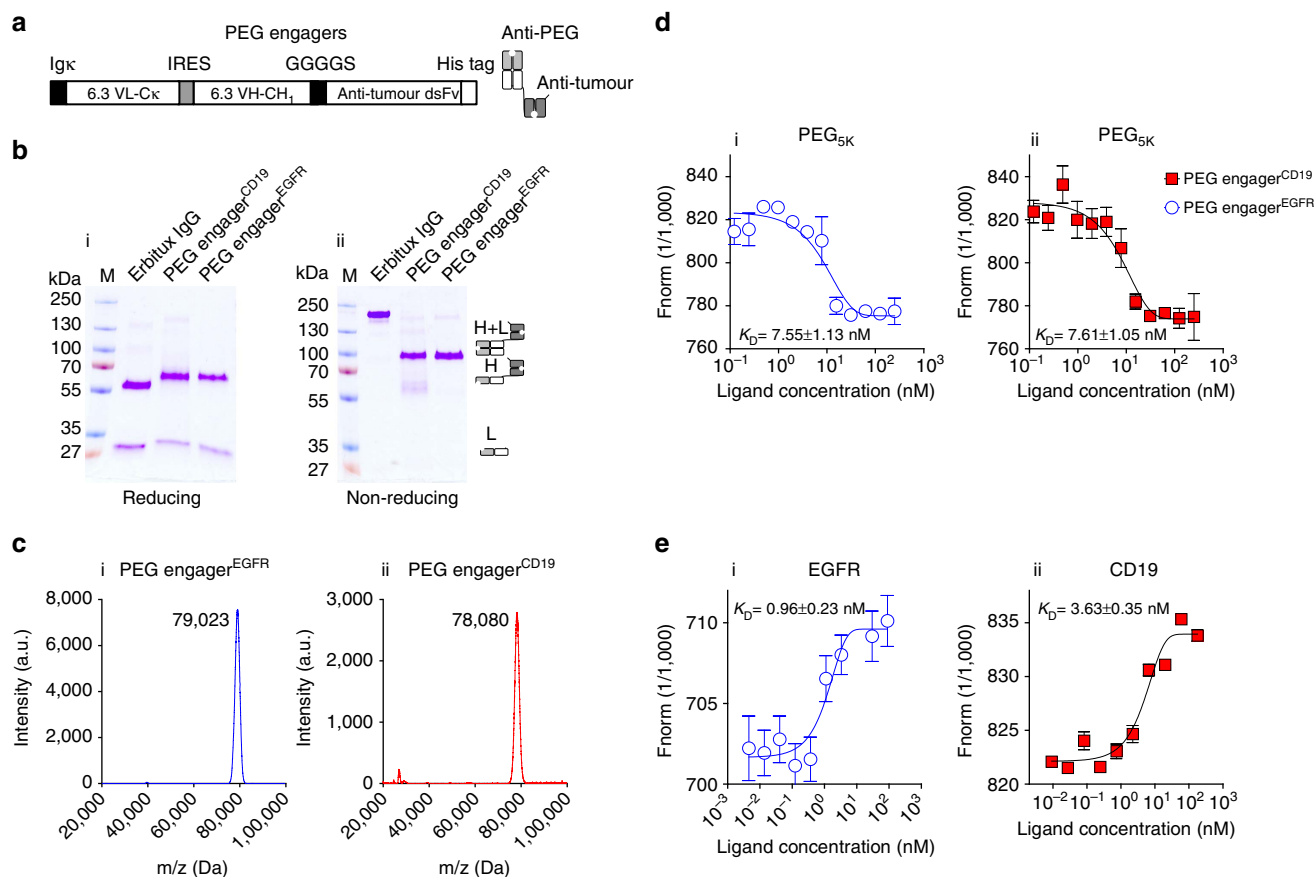 a
PEG engagers
Anti-PEG
Igκ
IRES
GGGGS
His tag
6.3 VL-Cκ
6.3 VH-CH1
Anti-tumour dsFv
Anti-tumour
b
i
Erbitux IgG
PEG engager^CD19
PEG engager^EGFR
kDa
M
250
130
100
70
55
35
27
Reducing
ii
Erbitux IgG
PEG engager^CD19
PEG engager^EGFR
kDa
M
250
130
100
70
55
35
27
H+L
H
L
Non-reducing
c
i PEG engager^EGFR
8,000
6,000
4,000
2,000
0
Intensity (a.u.)
79,023
20,000
40,000
60,000
80,000
1,00,000
m/z (Da)
ii PEG engager^CD19
3,000
2,000
1,000
0
Intensity (a.u.)
78,080
20,000
40,000
60,000
80,000
1,00,000
m/z (Da)
d
i PEG5K
840
820
800
780
760
Fnorm (1/1,000)
KD= 7.55±1.13 nM
10^−1 10^0 10^1 10^2 10^3
Ligand concentration (nM)
ii PEG5K
840
820
800
780
760
Fnorm (1/1,000)
KD= 7.61±1.05 nM
10^−1 10^0 10^1 10^2 10^3
Ligand concentration (nM)
PEG engager^CD19
PEG engager^EGFR
e
i EGFR
KD= 0.96±0.23 nM
710
705
700
Fnorm (1/1,000)
10^−3 10^−2 10^−1 10^0 10^1 10^2 10^3
Ligand concentration (nM)
ii CD19
KD= 3.63±0.35 nM
835
830
825
820
Fnorm (1/1,000)
10^−2 10^−1 10^0 10^1 10^2 10^3
Ligand concentration (nM)